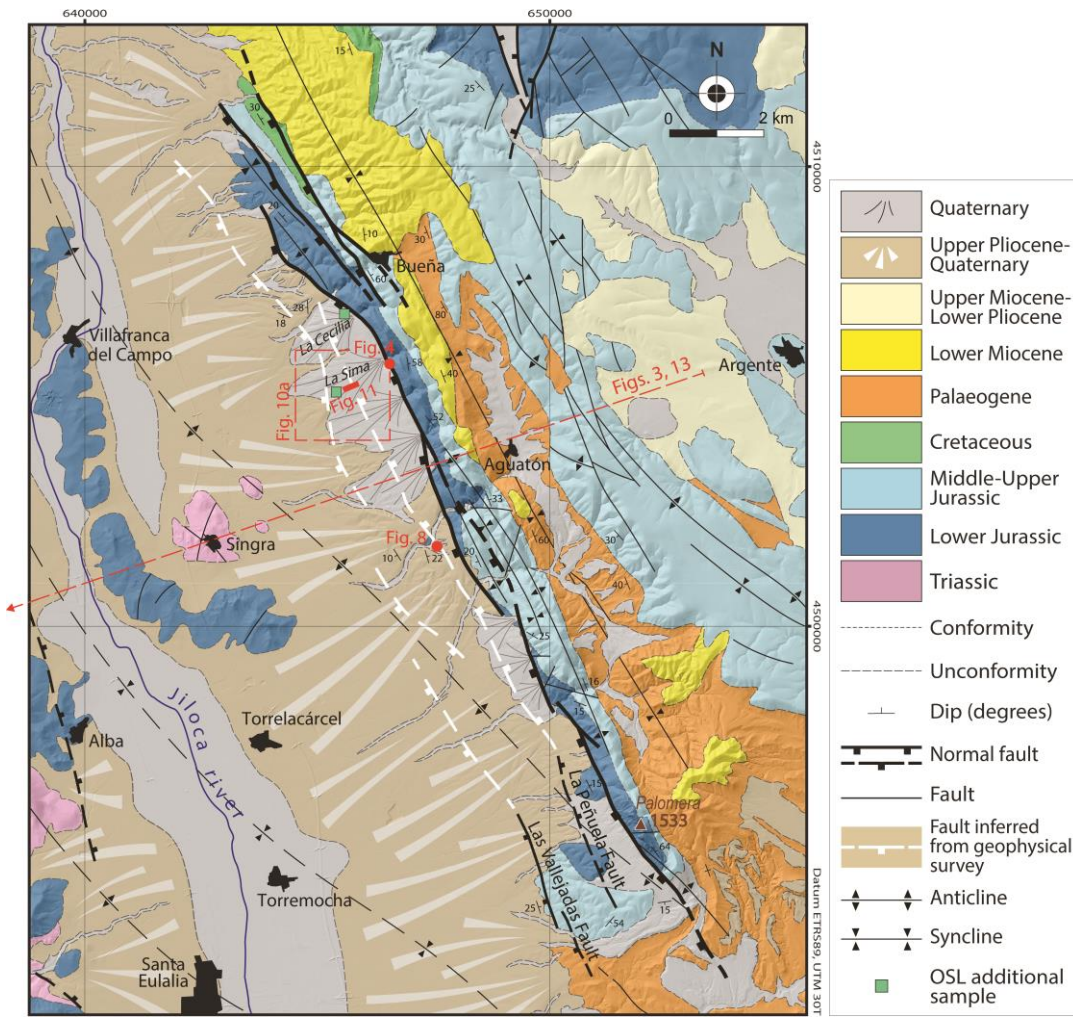 640000
650000
N
0
2 km
4510000
4500000
Datum ETRS89, UTM 30T
15
25
30
20
10
30
Bueña
60
28
18
80
La Cecilia
Fig. 4
58
40
La Sima
Fig. 11
Fig. 10a
Figs. 3, 13
Argente
Villafranca
del Campo
52
Aguatón
33
Singra
Fig. 8
10
22
20
60
30
40
25
16
15
Jiloca river
Torrelacárcel
Alba
15
Palomera
1533
La Peñuela Fault
Las Vallejadas Fault
64
Torremocha
25
54
15
Santa
Eulalia
Quaternary
Upper Pliocene-
Quaternary
Upper Miocene-
Lower Pliocene
Lower Miocene
Palaeogene
Cretaceous
Middle-Upper
Jurassic
Lower Jurassic
Triassic
Conformity
Unconformity
Dip (degrees)
Normal fault
Fault
Fault inferred
from geophysical
survey
Anticline
Syncline
OSL additional
sample